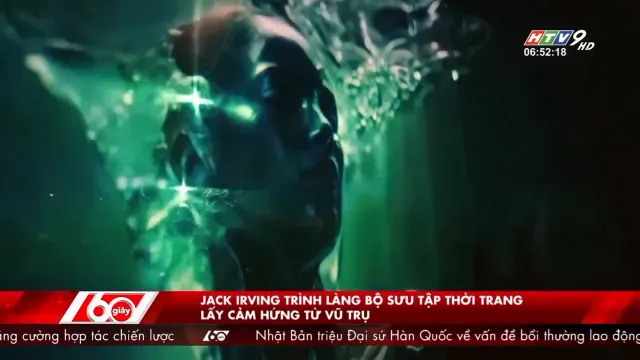 HTV9 HD
06:52:18
60 giây
JACK IRVING TRÌNH LÀNG BỘ SƯU TẬP THỜI TRANG
LẤY CẢM HỨNG TỪ VŨ TRỤ
cường hợp tác chiến lược 60giây Nhật Bản triệu Đại sứ Hàn Quốc về vấn đề bồi thường lao động